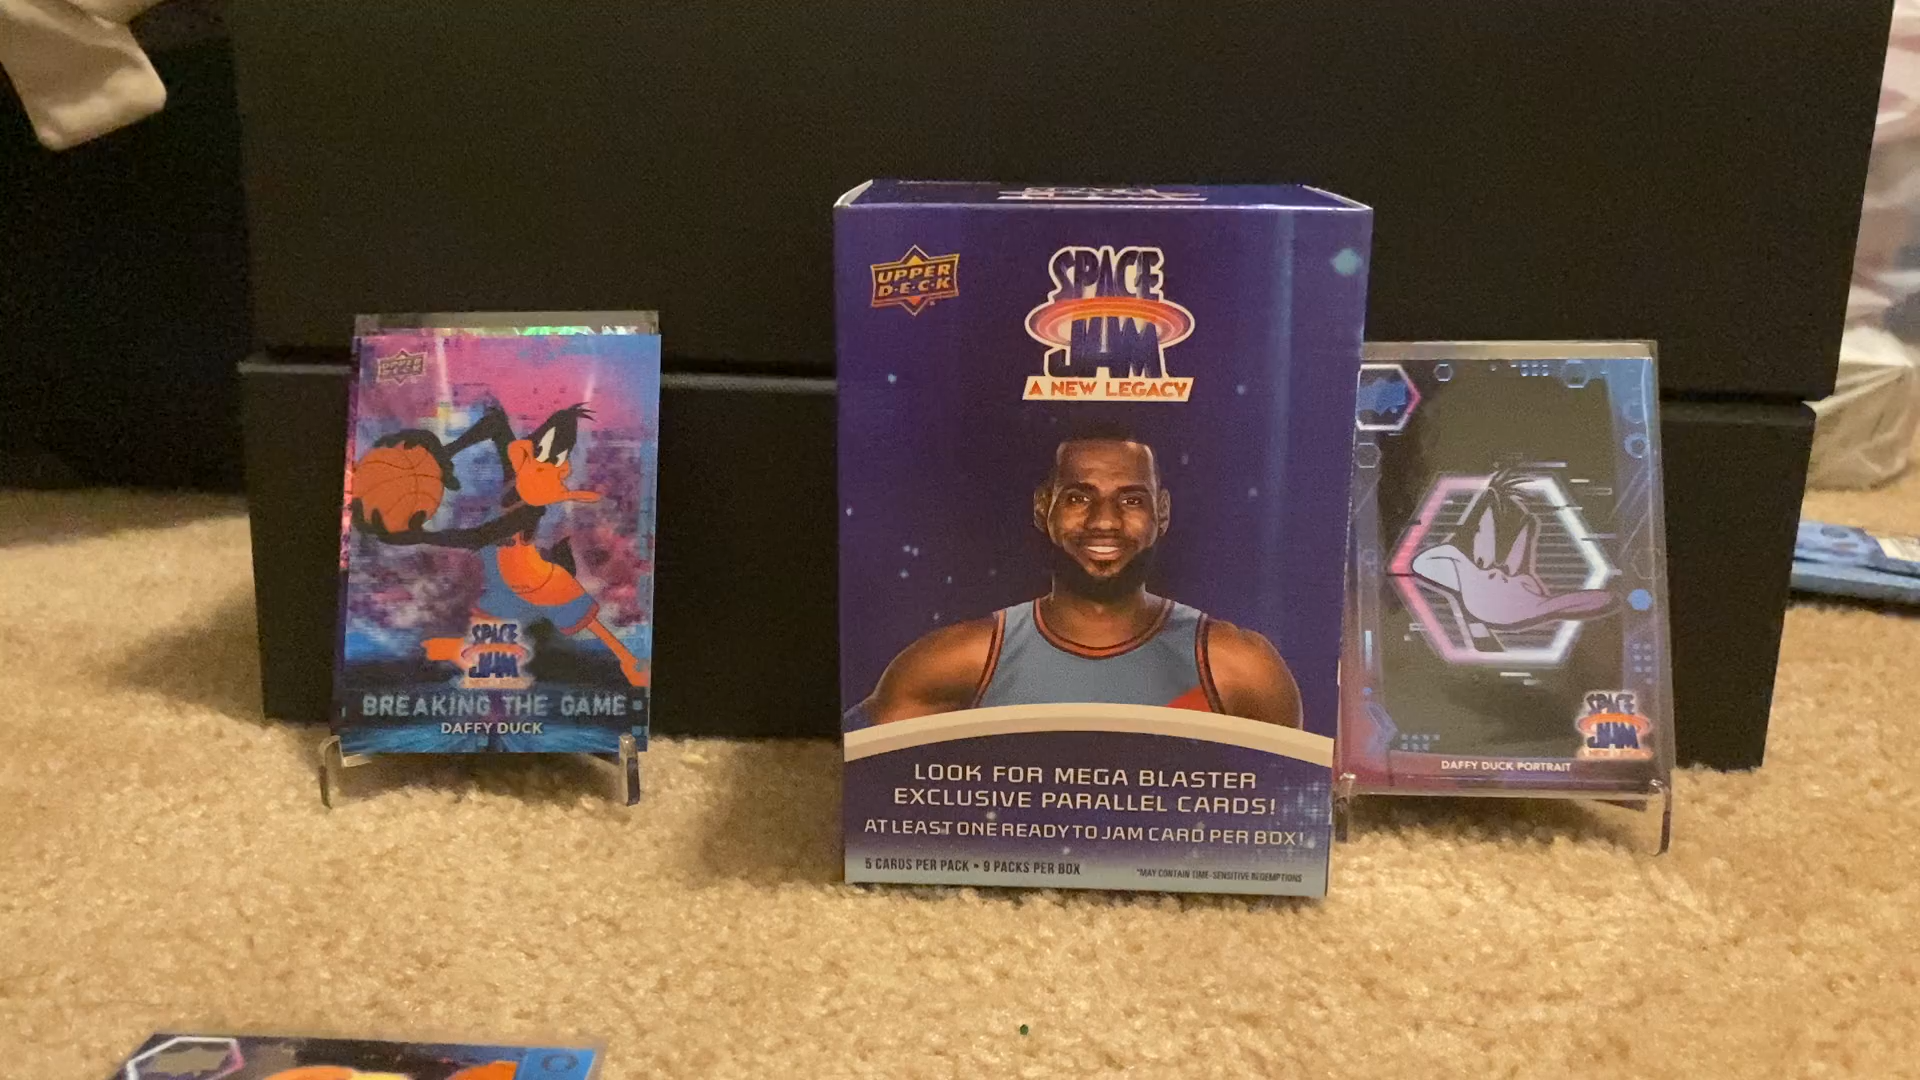 UPPER
DECK
BREAKING THE GAME
DAFFY DUCK
SPACE
JAM
UPPER
D·E·C·K
SPACE
JAM
A NEW LEGACY
LOOK FOR MEGA BLASTER
EXCLUSIVE PARALLEL CARDS!
AT LEAST ONE READY TO JAM CARD PER BOX!
5 CARDS PER PACK • 9 PACKS PER BOX
*MAY CONTAIN TIME-SENSITIVE REDEMPTIONS
SPACE
JAM
A NEW LEGACY
DAFFY DUCK PORTRAIT